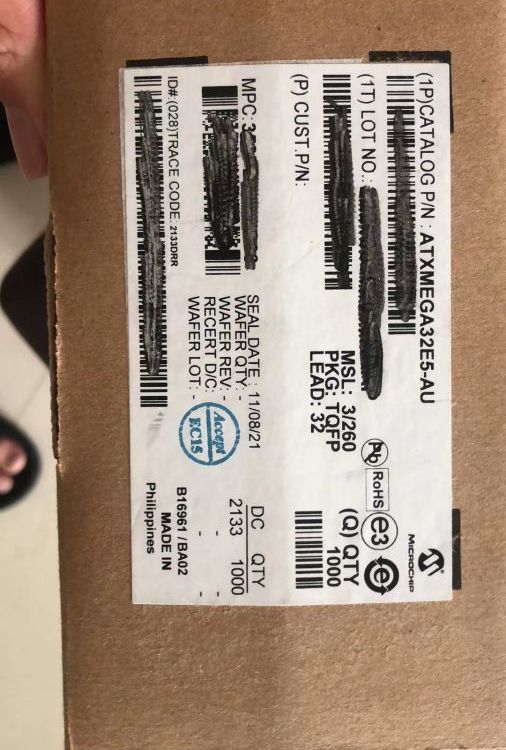 (1P)CATALOG P/N : ATXMEGA32E5-AU
MICROCHIP
(1T) LOT NO.:
MSL: 3/260
PKG: TQFP
LEAD: 32
Pb
RoHS
e3
e
(Q) QTY
1000
(P) CUST.P/N:
MPC:
SEAL DATE : 11/08/21
WAFER QTY: -
WAFER REV: -
RECERT D/C: -
WAFER LOT: -
Accept
EC15
DC QTY
2133 1000
- -
- -
ID#:(028)TRACE CODE: 2133DRR
B16961 / BA02
MADE IN
Philippines